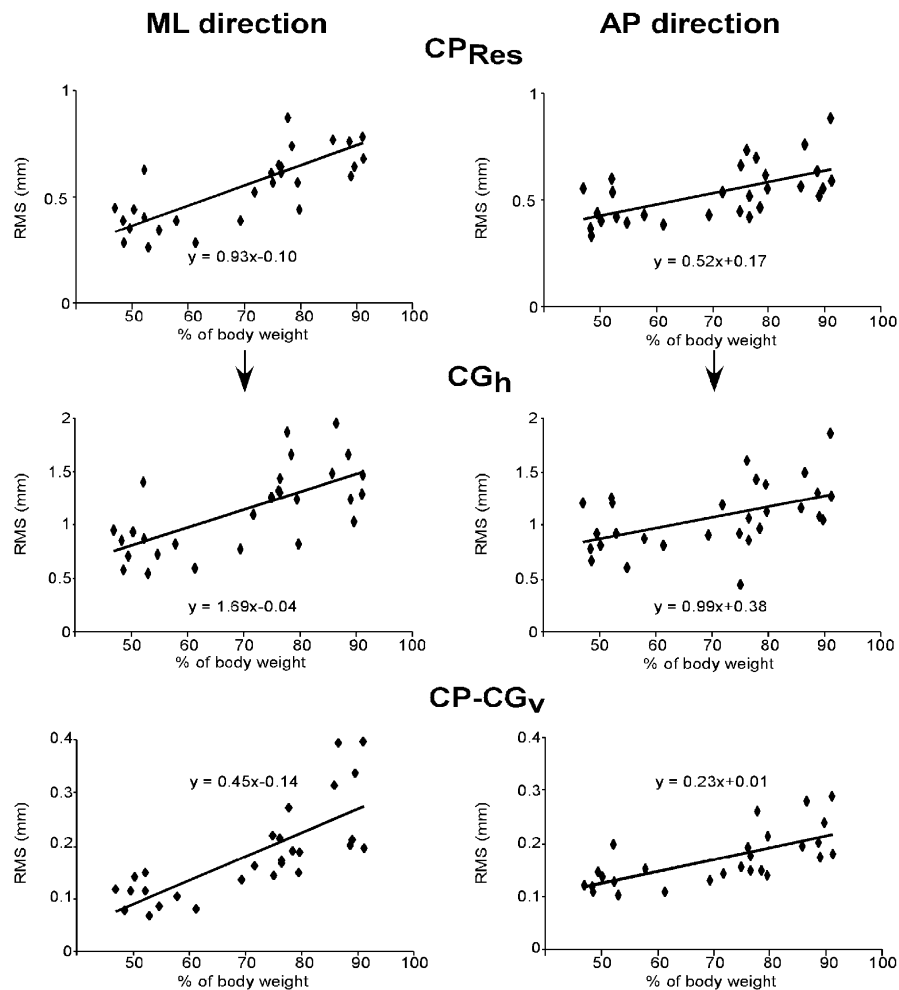 ML direction
AP direction
CPRes
1
0.5
0
RMS (mm)
y = 0.93x-0.10
50 60 70 80 90 100
% of body weight
1
0.5
0
RMS (mm)
y = 0.52x+0.17
50 60 70 80 90 100
% of body weight
CGh
2
1.5
1
0.5
0
RMS (mm)
y = 1.69x-0.04
50 60 70 80 90 100
% of body weight
2
1.5
1
0.5
0
RMS (mm)
y = 0.99x+0.38
50 60 70 80 90 100
% of body weight
CP-CGv
0.4
0.3
0.2
0.1
0
RMS (mm)
y = 0.45x-0.14
50 60 70 80 90 100
% of body weight
0.4
0.3
0.2
0.1
0
RMS (mm)
y = 0.23x+0.01
50 60 70 80 90 100
% of body weight